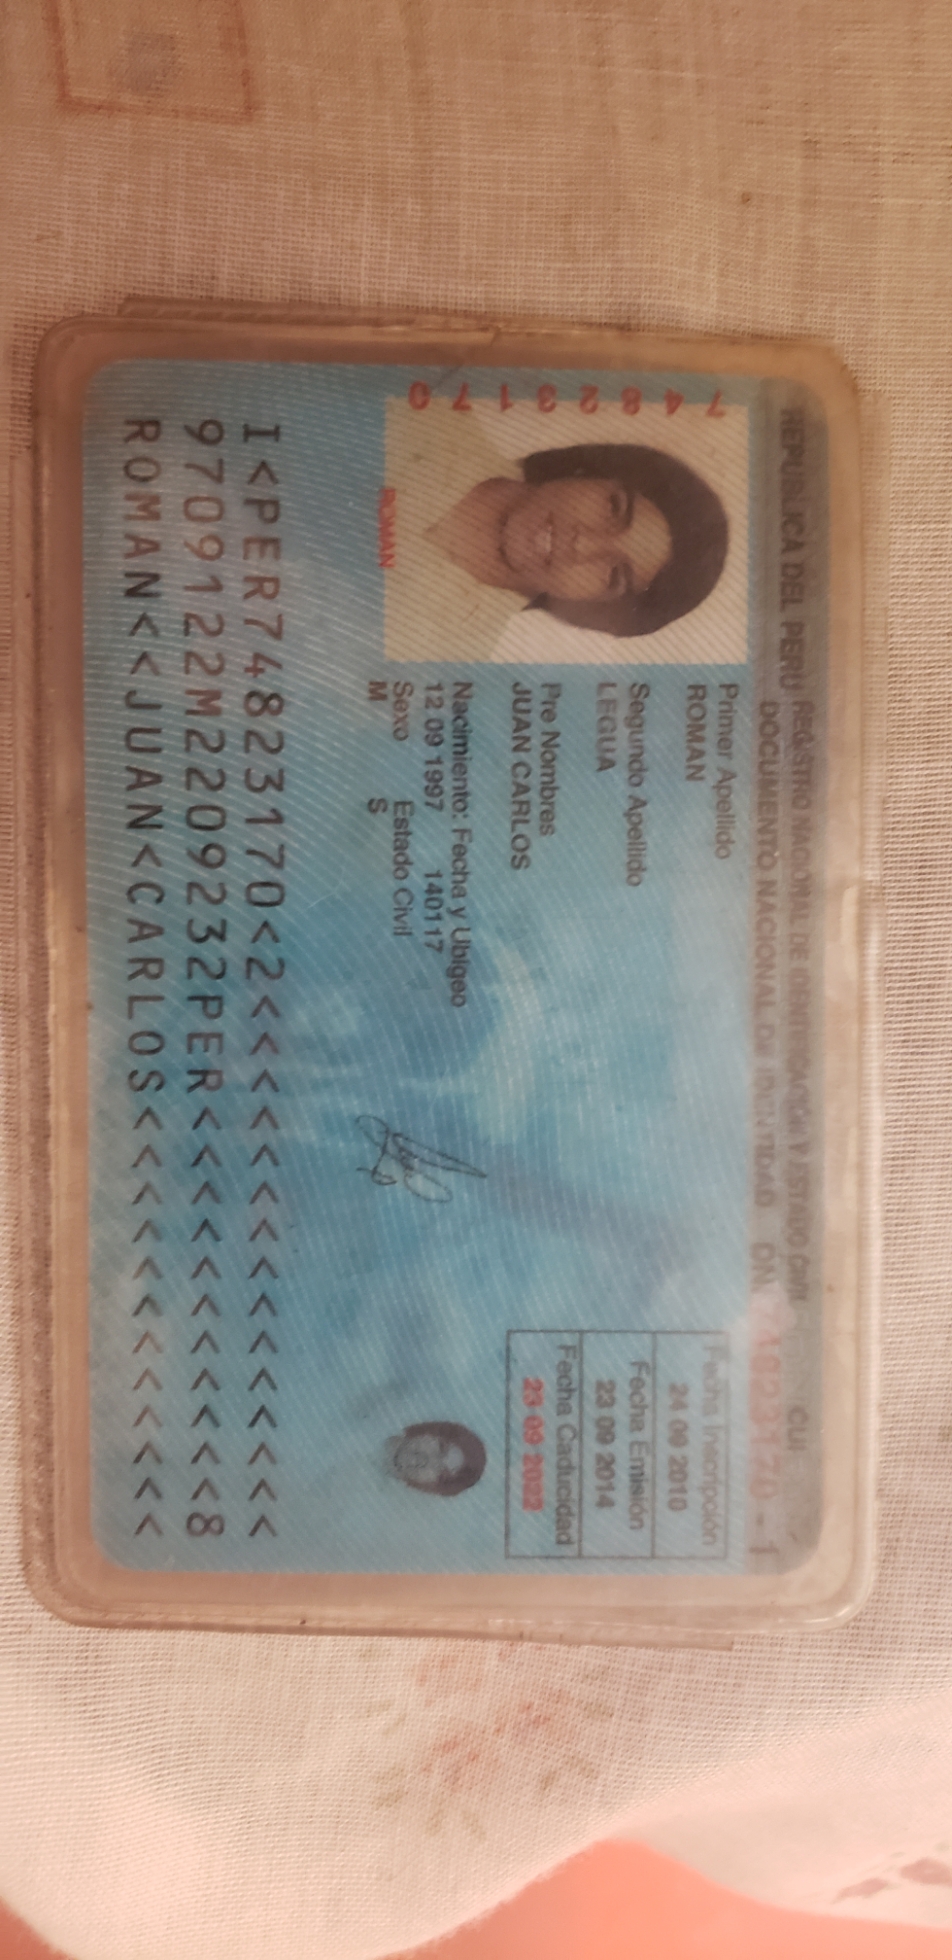 REPUBLICA DEL PERU REGISTRO NACIONAL DE IDENTIFICACION Y ESTADO CIVIL CUI
DOCUMENTO NACIONAL DE IDENTIDAD DNI 74823170 - 1
74823170
ROMAN
Primer Apellido
ROMAN
Segundo Apellido
LEGUA
Pre Nombres
JUAN CARLOS
Nacimiento: Fecha y Ubigeo
12 09 1997 140117
Sexo Estado Civil
M S
Fecha Inscripción
24 09 2010
Fecha Emisión
23 09 2014
Fecha Caducidad
23 09 2022
I<PER74823170<2<<<<<<<<<<<<<<<
9709122M2209232PER<<<<<<<<<<<8
ROMAN<<JUAN<CARLOS<<<<<<<<<<<<